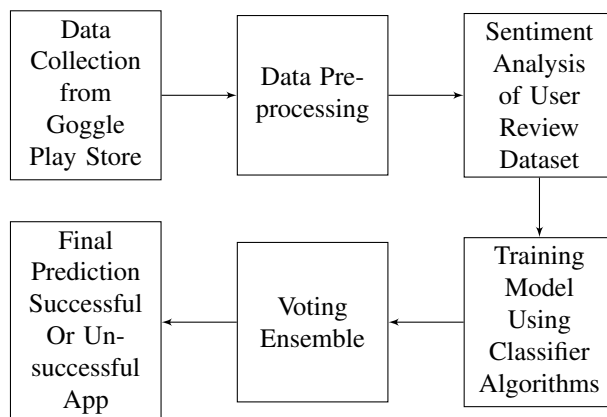 Data
Collection
from
Goggle
Play Store
Data Pre-
processing
Sentiment
Analysis
of User
Review
Dataset
Training
Model
Using
Classifier
Algorithms
Voting
Ensemble
Final
Prediction
Successful
Or Un-
successful
App